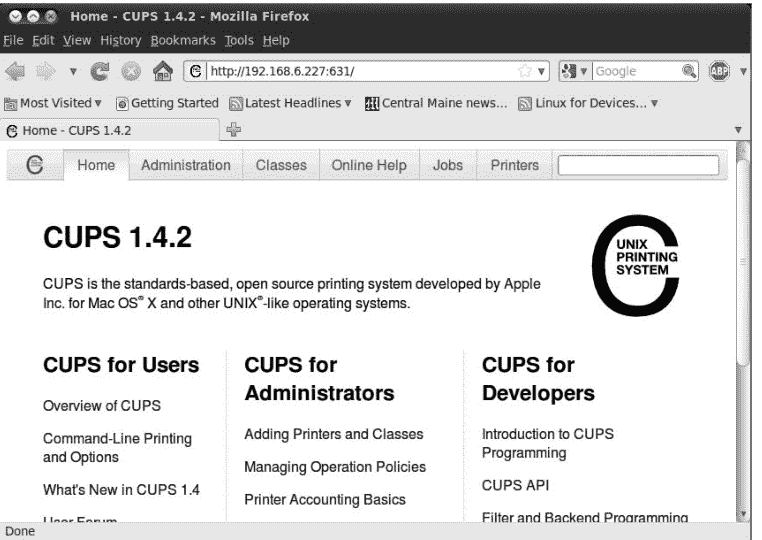 Home - CUPS 1.4.2 - Mozilla Firefox
File Edit View History Bookmarks Tools Help
http://192.168.6.227:631/
Google
ABP
Most Visited
Getting Started
Latest Headlines
Central Maine news...
Linux for Devices...
Home - CUPS 1.4.2
Home Administration Classes Online Help Jobs Printers
CUPS 1.4.2
UNIX
PRINTING
SYSTEM
CUPS is the standards-based, open source printing system developed by Apple
Inc. for Mac OS® X and other UNIX®-like operating systems.
CUPS for Users
Overview of CUPS
Command-Line Printing
and Options
What's New in CUPS 1.4
User Forum
CUPS for
Administrators
Adding Printers and Classes
Managing Operation Policies
Printer Accounting Basics
CUPS for
Developers
Introduction to CUPS
Programming
CUPS API
Filter and Backend Programming
Done